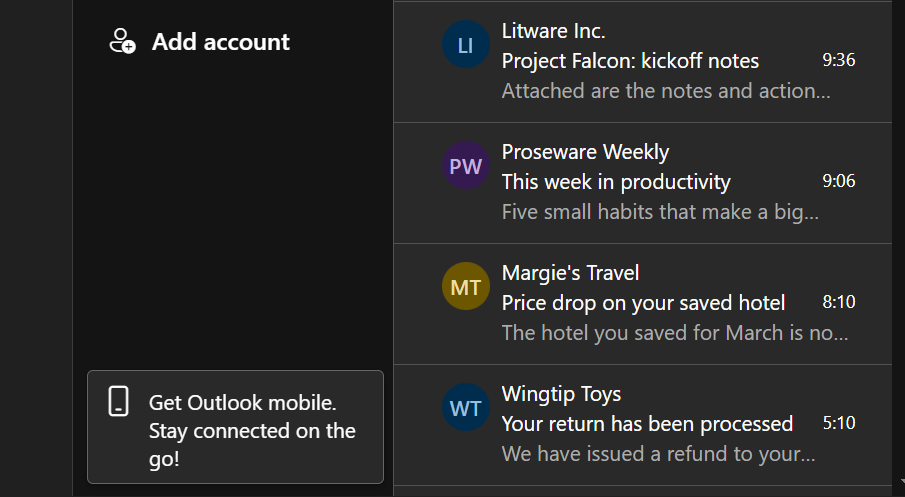 Add account
Get Outlook mobile.
Stay connected on the
go!
LI
Litware Inc.
Project Falcon: kickoff notes 9:36
Attached are the notes and action...
PW
Proseware Weekly
This week in productivity 9:06
Five small habits that make a big...
MT
Margie's Travel
Price drop on your saved hotel 8:10
The hotel you saved for March is no...
WT
Wingtip Toys
Your return has been processed 5:10
We have issued a refund to your...